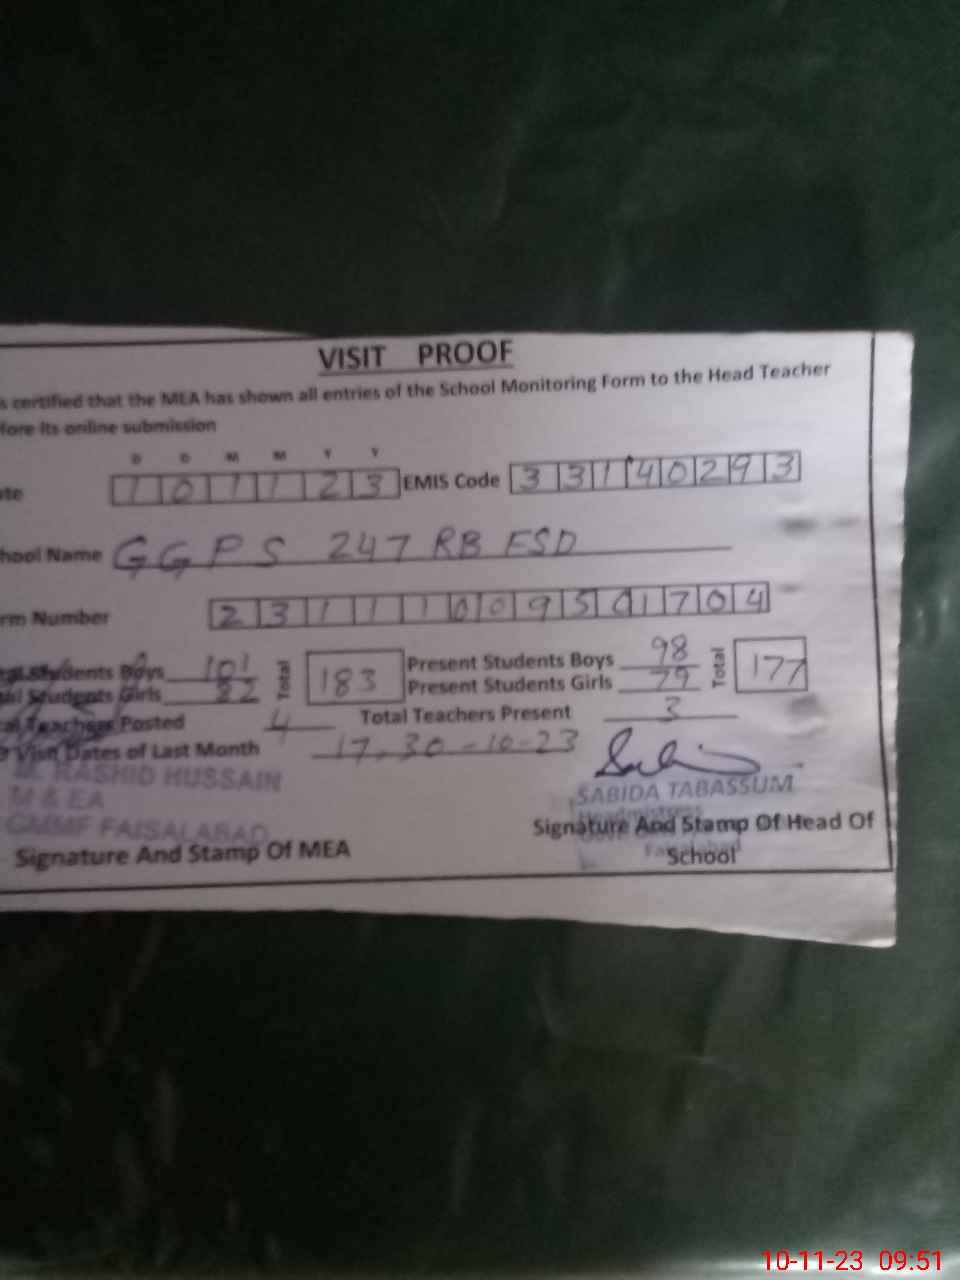 VISIT PROOF
s certified that the MEA has shown all entries of the School Monitoring Form to the Head Teacher
fore its online submission
D D M M Y Y
te 1 0 1 1 2 3 EMIS Code 3 3 1 4 0 2 9 3
hool Name GGPS 247 RB FSD
rm Number 2 3 1 1 1 0 0 9 5 0 1 7 0 4
Students Boys 101 Total 183 Present Students Boys 98 Total 177
Students Girls 82 Present Students Girls 79
Teachers Posted 4 Total Teachers Present 3
Visit Dates of Last Month 17, 30-10-23
M. RASHID HUSSAIN
M & EA
CMMF FAISALABAD
Signature And Stamp Of MEA
SABIDA TABASSUM
Headmistress
Signature And Stamp Of Head Of
Faisalabad
School
10-11-23 09:51